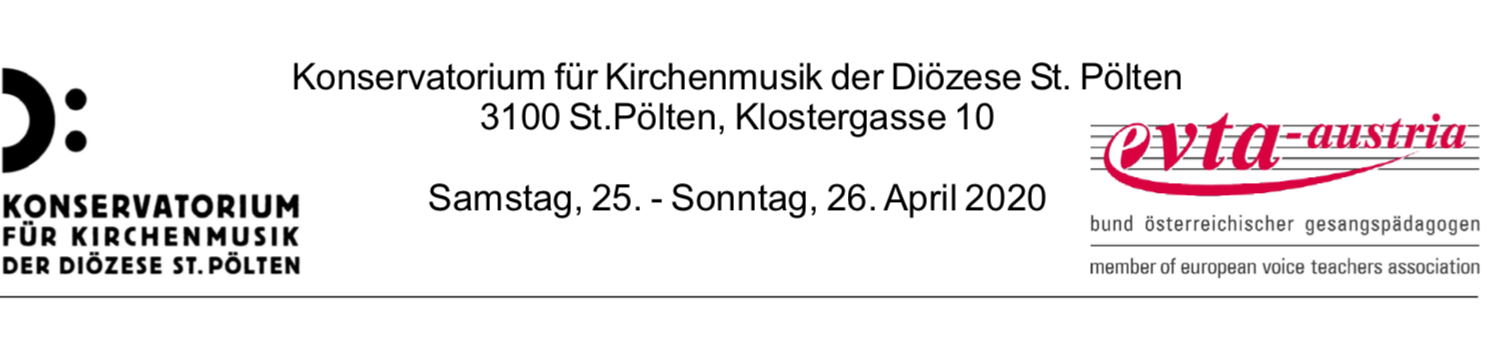 Konservatorium für Kirchenmusik der Diözese St. Pölten
3100 St.Pölten, Klostergasse 10
Samstag, 25. - Sonntag, 26. April 2020
D:
KONSERVATORIUM
FÜR KIRCHENMUSIK
DER DIÖZESE ST. PÖLTEN
evta-austria
bund österreichischer gesangspädagogen
member of european voice teachers association